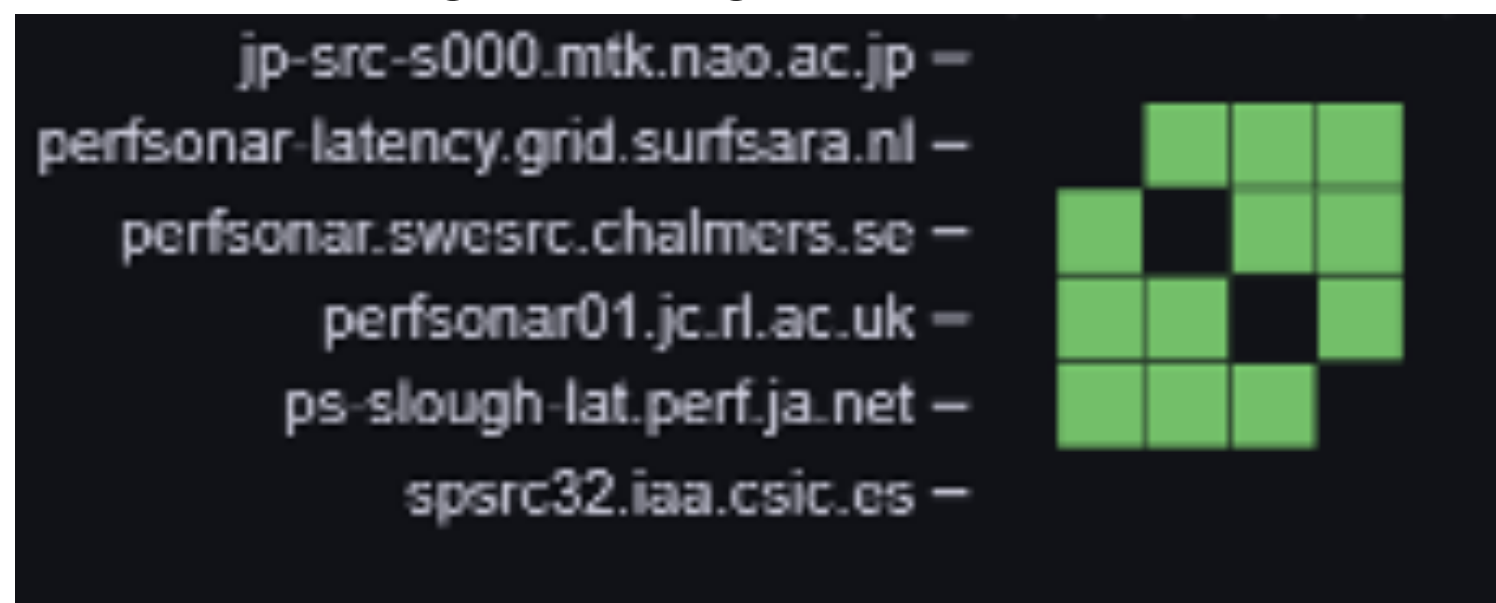 jp-src-s000.mtk.nao.ac.jp
perfsonar-latency.grid.surfsara.nl
perfsonar.swesrc.chalmers.se
perfsonar01.jc.rl.ac.uk
ps-slough-lat.perf.ja.net
spsrc32.iaa.csic.es